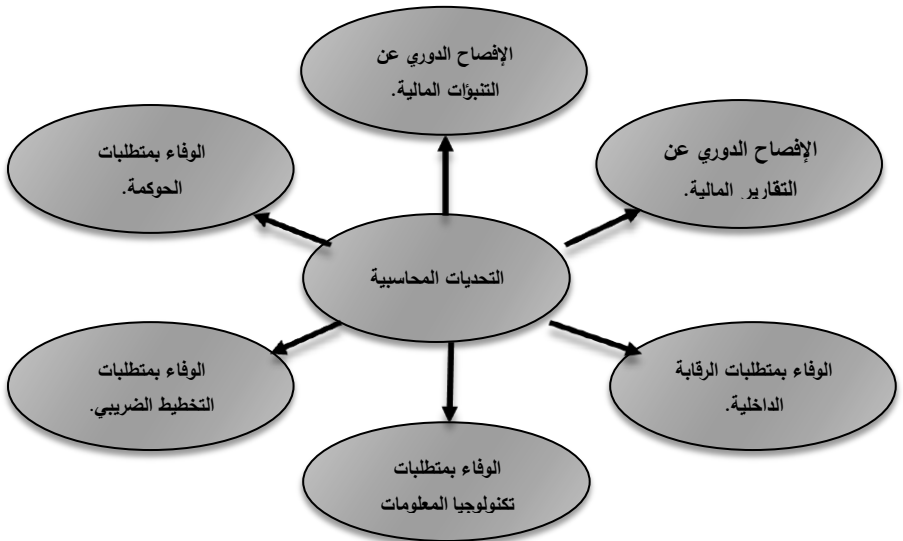 الإفصاح الدوري عن
التنبؤات المالية.
الإفصاح الدوري عن
التقارير المالية.
الوفاء بمتطلبات
الحوكمة.
التحديات المحاسبية
الوفاء بمتطلبات الرقابة
الداخلية.
الوفاء بمتطلبات
التخطيط الضريبي.
الوفاء بمتطلبات
تكنولوجيا المعلومات